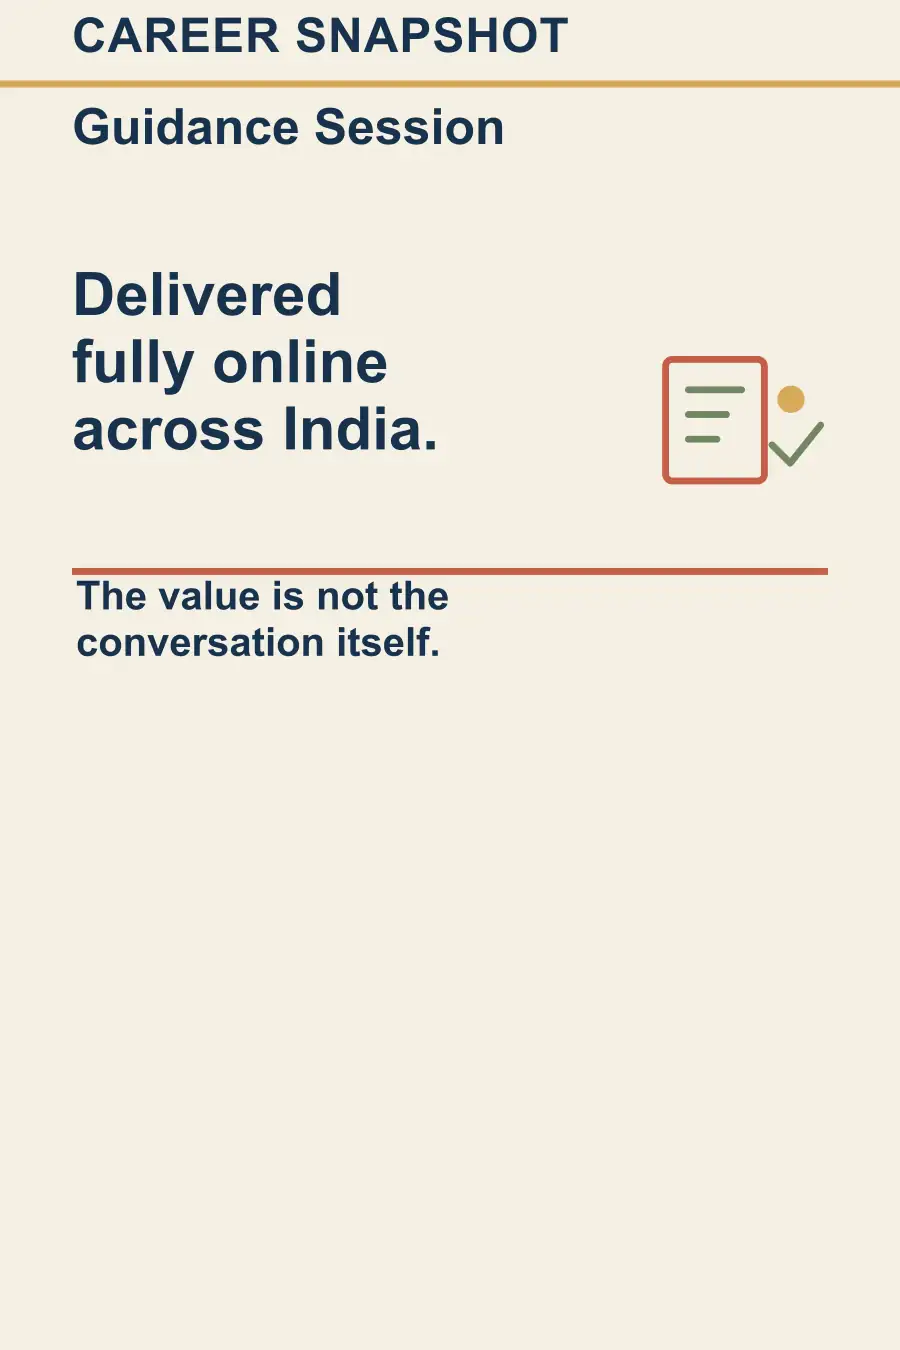 CAREER SNAPSHOT
Guidance Session
Delivered
fully online
across India.
The value is not the
conversation itself.